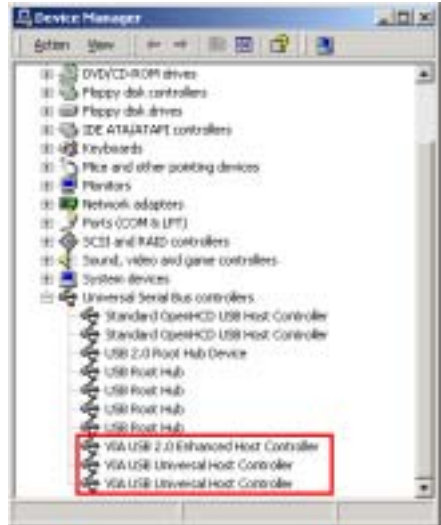 Device Manager
Action View
DVD/CD-ROM drives
Floppy disk controllers
Floppy disk drives
IDE ATA/ATAPI controllers
Keyboards
Mice and other pointing devices
Monitors
Network adapters
Ports (COM & LPT)
SCSI and RAID controllers
Sound, video and game controllers
System devices
Universal Serial Bus controllers
Standard OpenHCD USB Host Controller
Standard OpenHCD USB Host Controller
USB 2.0 Root Hub Device
USB Root Hub
USB Root Hub
USB Root Hub
USB Root Hub
VIA USB 2.0 Enhanced Host Controller
VIA USB Universal Host Controller
VIA USB Universal Host Controller